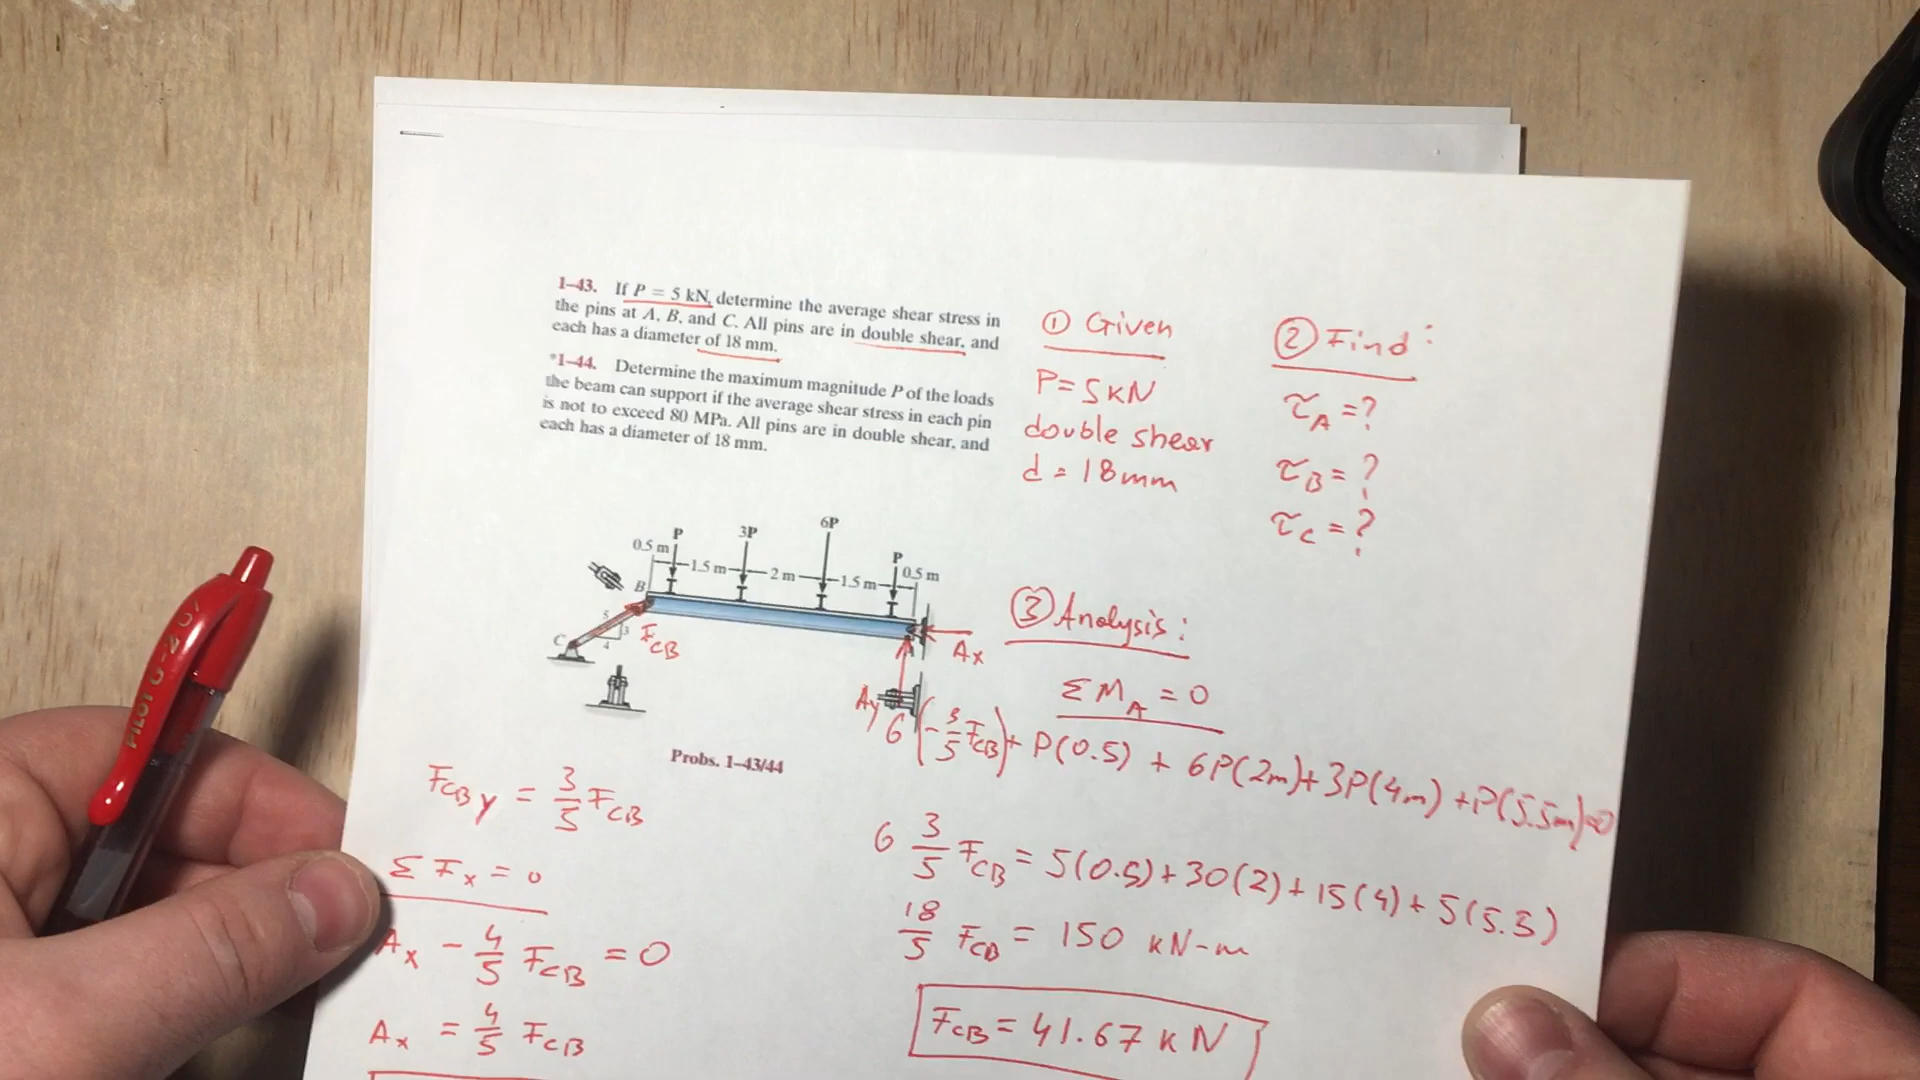 1–43. If P = 5 kN, determine the average shear stress in
the pins at A, B, and C. All pins are in double shear, and
each has a diameter of 18 mm.
*1–44. Determine the maximum magnitude P of the loads
the beam can support if the average shear stress in each pin
is not to exceed 80 MPa. All pins are in double shear, and
each has a diameter of 18 mm.
① Given
P = 5 kN
double shear
d = 18mm
② Find :
τA = ?
τB = ?
τC = ?
P
3P
6P
P
0.5 m
1.5 m
2 m
1.5 m
0.5 m
B
C
5
3
4
FCB
Ax
Ay
Probs. 1–43/44
③ Analysis :
ΣMA = 0
6(-3/5 FCB) + P(0.5) + 6P(2m) + 3P(4m) + P(5.5m)=0
6 3/5 FCB = 5(0.5) + 30(2) + 15(4) + 5(5.5)
18/5 FCB = 150 kN-m
FCB = 41.67 kN
FCBy = 3/5 FCB
ΣFx = 0
Ax - 4/5 FCB = 0
Ax = 4/5 FCB
PILOT G-2 07